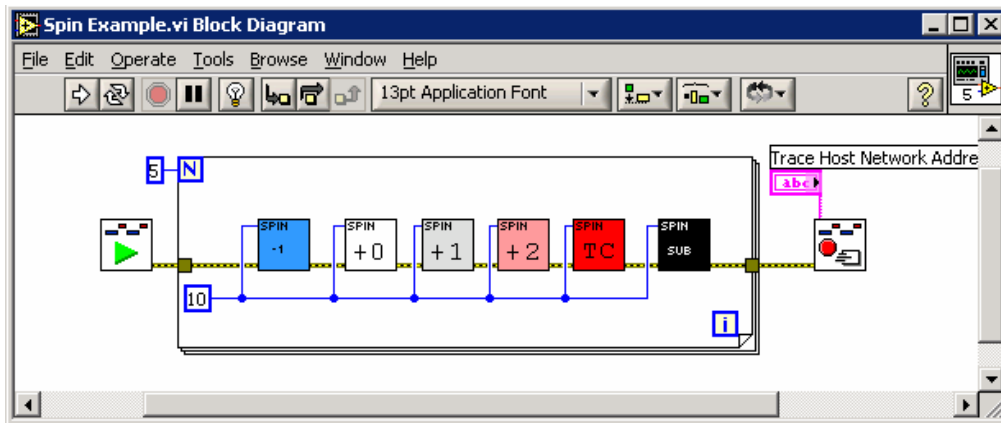 Spin Example.vi Block Diagram
File Edit Operate Tools Browse Window Help
13pt Application Font
5
Trace Host Network Addre
5 N
abc
SPIN -1
SPIN +0
SPIN +1
SPIN +2
SPIN TC
SPIN SUB
10
i